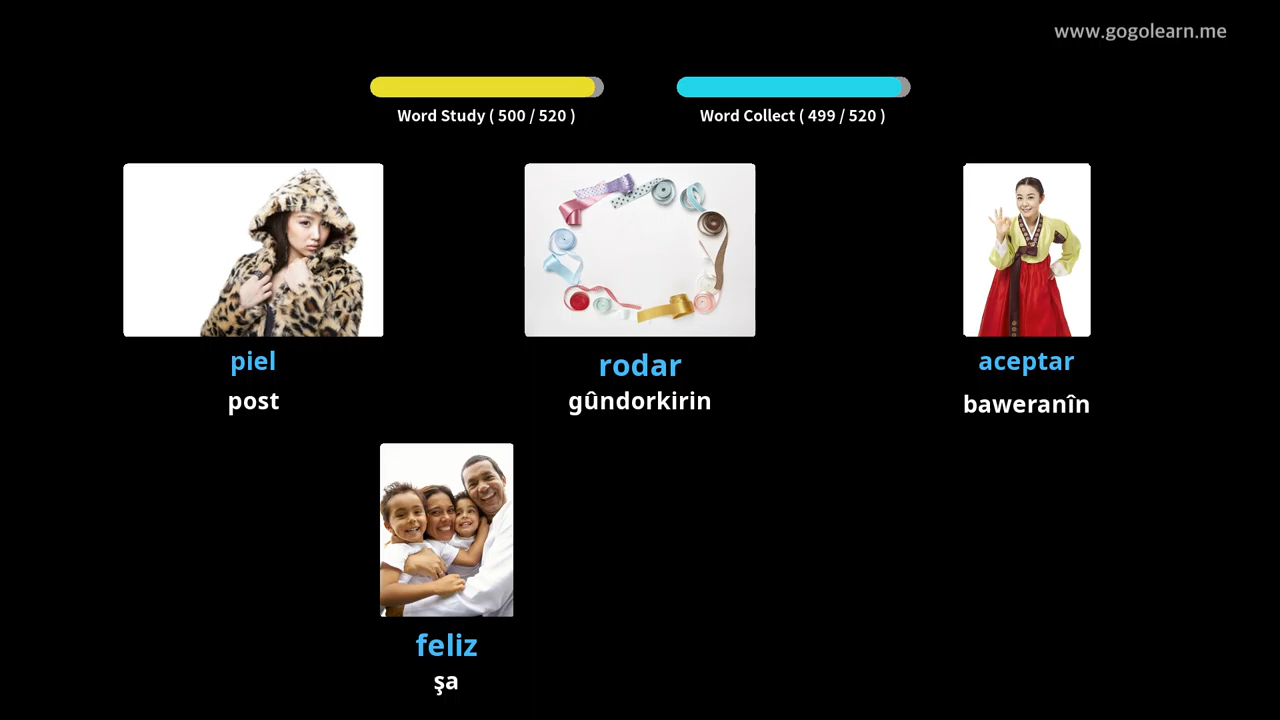 www.gogolearn.me
Word Study ( 500 / 520 )
Word Collect ( 499 / 520 )
piel
post
rodar
gûndorkirin
aceptar
baweranîn
feliz
şa